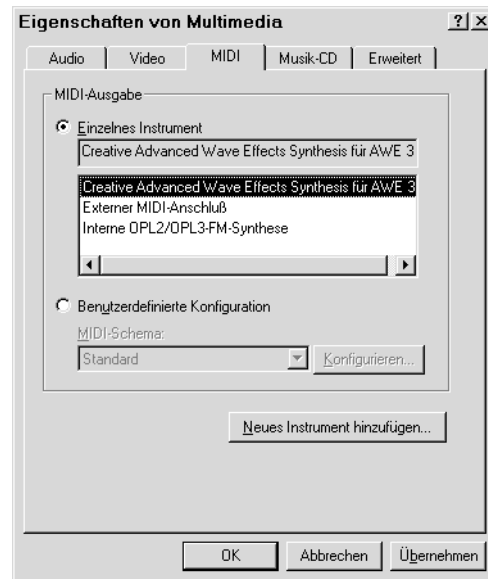 Eigenschaften von Multimedia
Audio Video MIDI Musik-CD Erweitert
MIDI-Ausgabe
Einzelnes Instrument
Creative Advanced Wave Effects Synthesis für AWE 3
Creative Advanced Wave Effects Synthesis für AWE 3
Externer MIDI-Anschluß
Interne OPL2/OPL3-FM-Synthese
Benutzerdefinierte Konfiguration
MIDI-Schema:
Standard Konfigurieren...
Neues Instrument hinzufügen...
OK Abbrechen Übernehmen